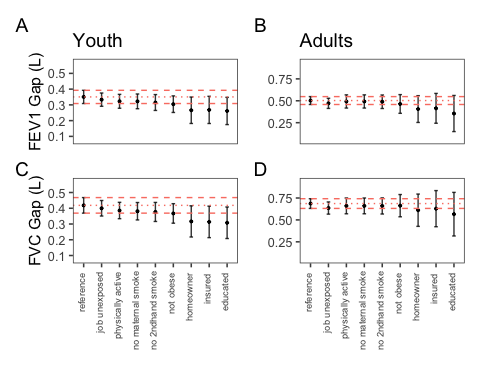 A
B
Youth
Adults
FEV1 Gap (L)
0.5
0.4
0.3
0.2
0.1
0.75
0.50
0.25
C
D
FVC Gap (L)
0.5
0.4
0.3
0.2
0.1
0.75
0.50
0.25
reference
job unexposed
physically active
no maternal smoke
no 2ndhand smoke
not obese
homeowner
insured
educated
reference
job unexposed
physically active
no maternal smoke
no 2ndhand smoke
not obese
homeowner
insured
educated